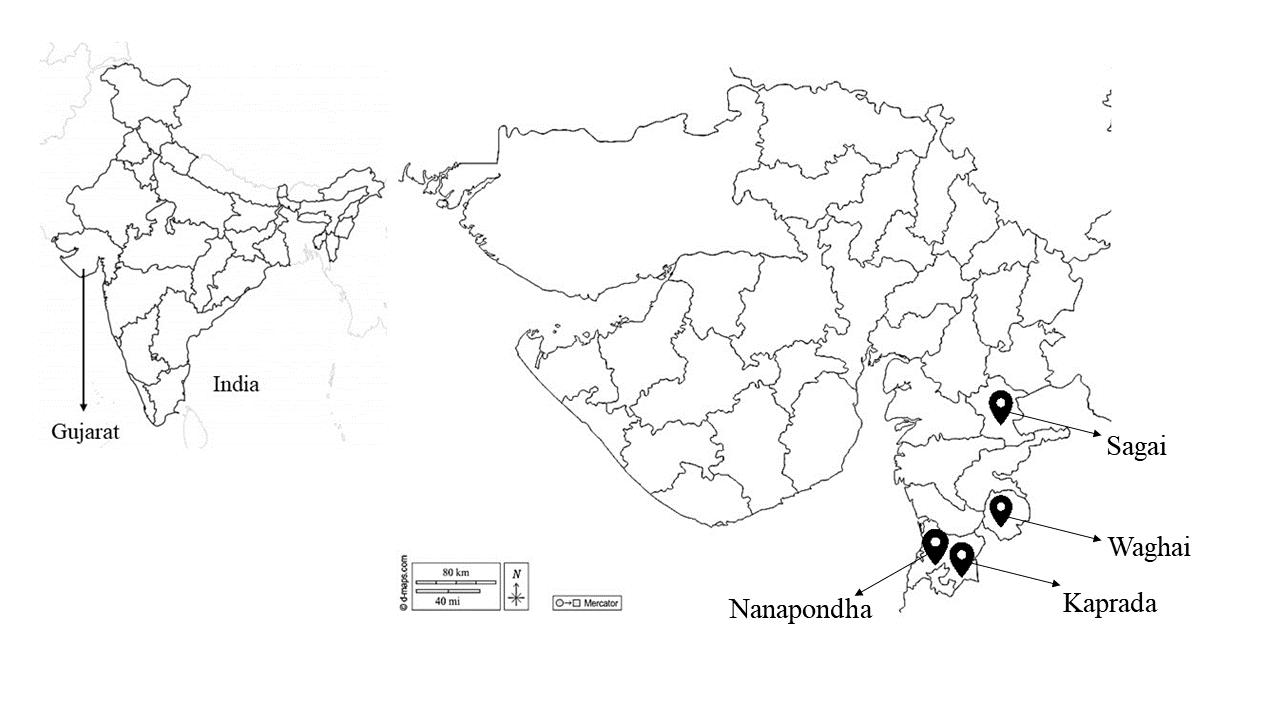 India
Gujarat
Sagai
Waghai
Kaprada
Nanapondha
© d-maps.com
80 km
40 mi
N
Mercator